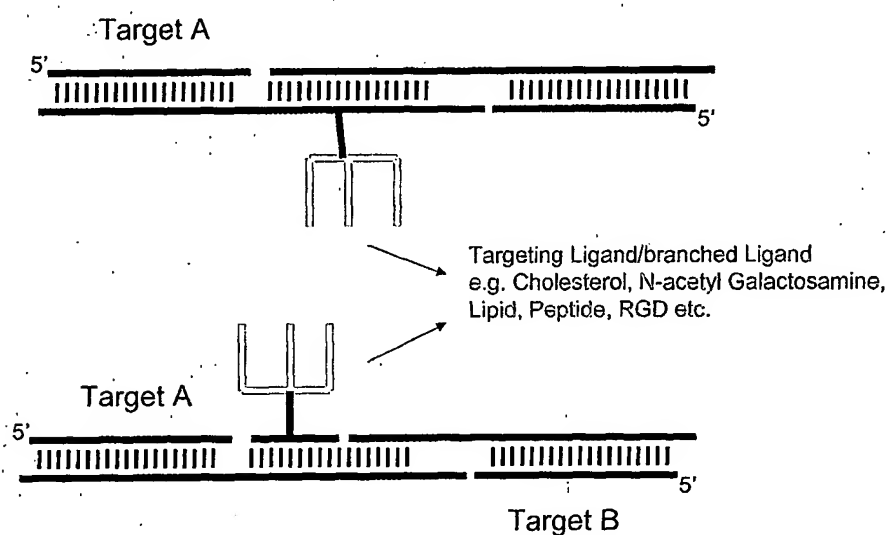 Target A
5'
5'
Targeting Ligand/branched Ligand
e.g. Cholesterol, N-acetyl Galactosamine,
Lipid, Peptide, RGD etc.
Target A
5'
5'
Target B